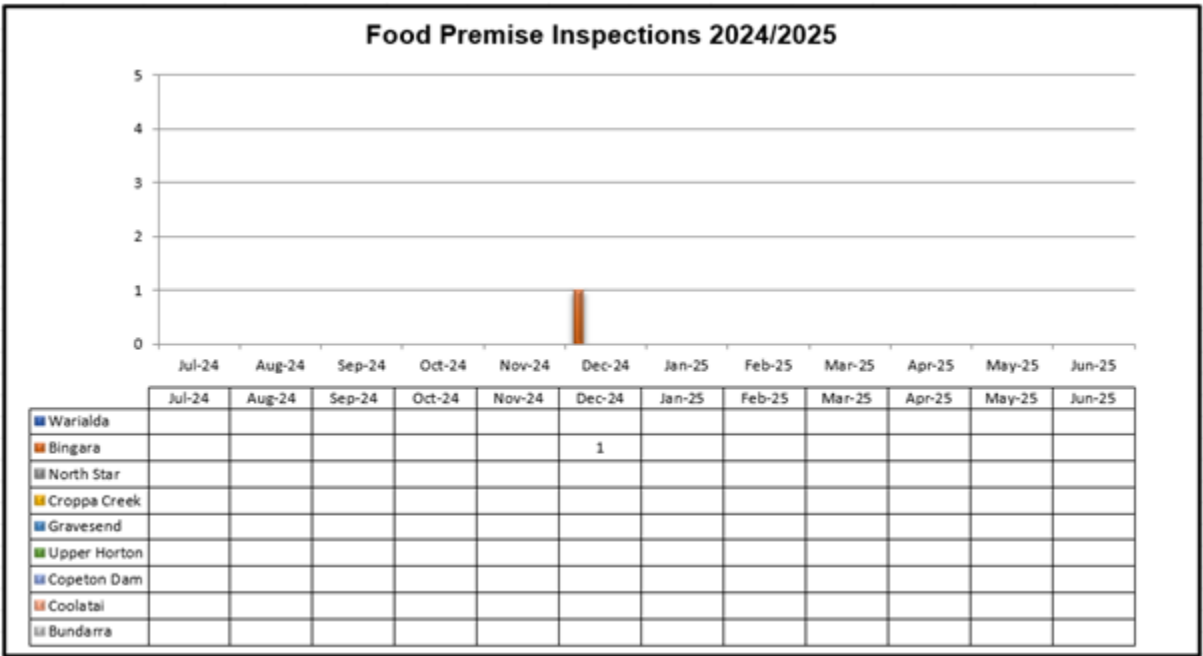 Food Premise Inspections 2024/2025
5
4
3
2
1
0
Jul-24 Aug-24 Sep-24 Oct-24 Nov-24 Dec-24 Jan-25 Feb-25 Mar-25 Apr-25 May-25 Jun-25
Jul-24 Aug-24 Sep-24 Oct-24 Nov-24 Dec-24 Jan-25 Feb-25 Mar-25 Apr-25 May-25 Jun-25
Warialda
Bingara 1
North Star
Croppa Creek
Gravesend
Upper Horton
Copeton Dam
Coolatai
Bundarra